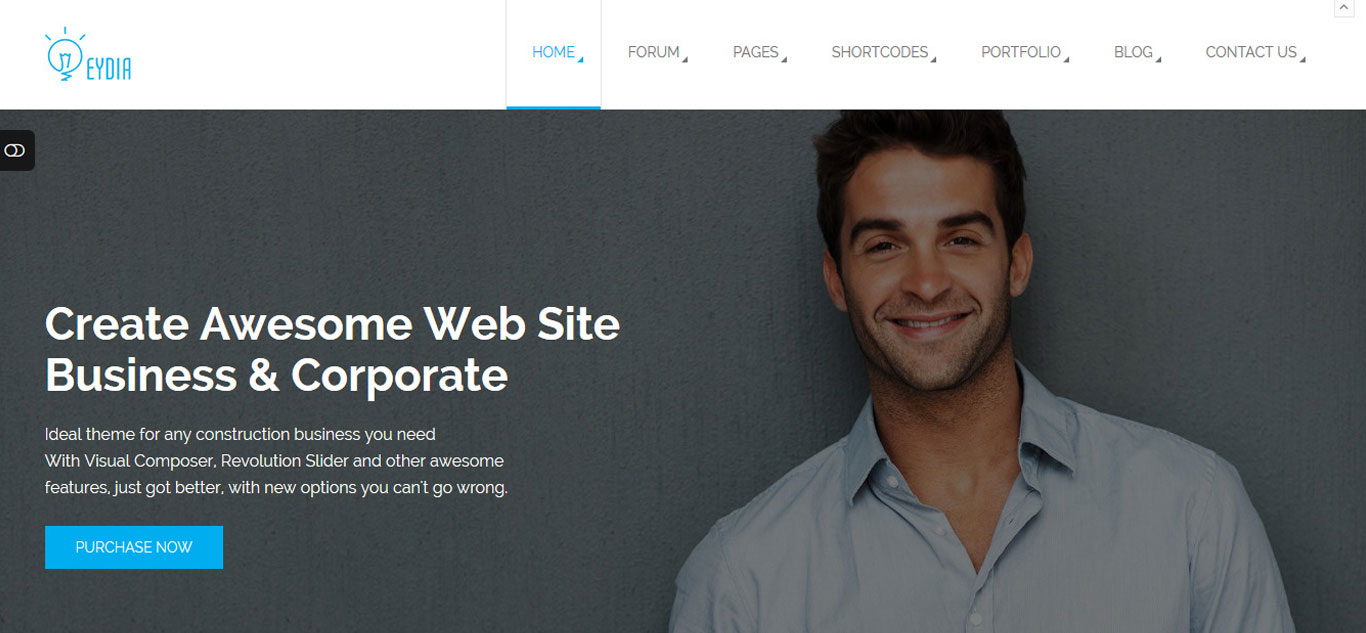 EYDIA
HOME FORUM PAGES SHORTCODES PORTFOLIO BLOG CONTACT US
Create Awesome Web Site
Business & Corporate
Ideal theme for any construction business you need
With Visual Composer, Revolution Slider and other awesome
features, just got better, with new options you can't go wrong.
PURCHASE NOW